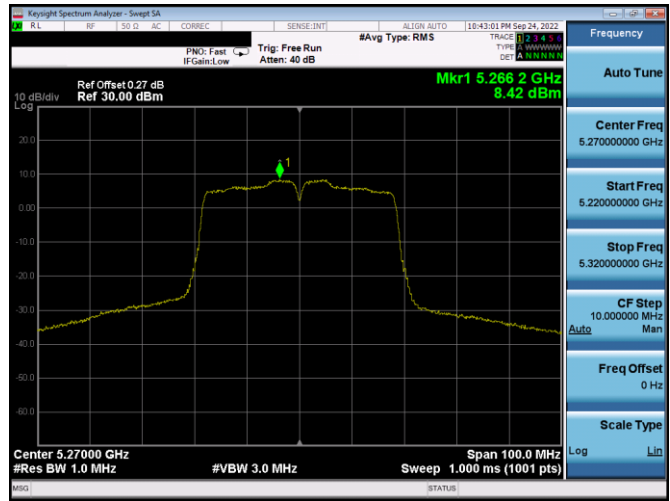 Keysight Spectrum Analyzer - Swept SA
RL RF 50 Ω AC CORREC SENSE:INT ALIGN AUTO 10:43:01 PM Sep 24, 2022
#Avg Type: RMS
TRACE 1 2 3 4 5 6
TYPE A WWWWW
DET A N N N N N
PNO: Fast
IFGain:Low
Trig: Free Run
Atten: 40 dB
Frequency
Mkr1 5.266 2 GHz
8.42 dBm
Ref Offset 0.27 dB
10 dB/div Ref 30.00 dBm
Log
20.0
0.00
-10.0
-20.0
-30.0
-40.0
-50.0
-60.0
1
Center 5.27000 GHz
Span 100.0 MHz
#Res BW 1.0 MHz
#VBW 3.0 MHz
Sweep 1.000 ms (1001 pts)
Auto Tune
Center Freq
5.270000000 GHz
Start Freq
5.220000000 GHz
Stop Freq
5.320000000 GHz
CF Step
10.000000 MHz
Auto Man
Freq Offset
0 Hz
Scale Type
Log Lin
MSG
STATUS